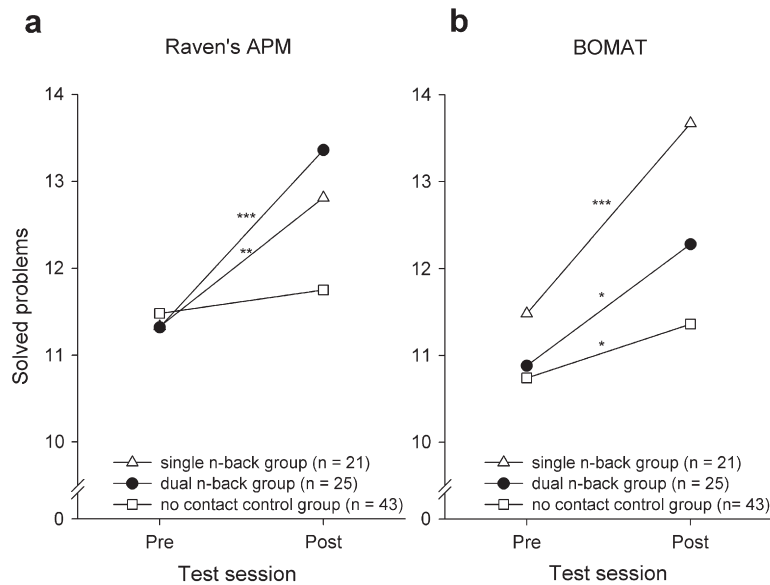 a
Raven's APM
14
13
12
11
10
0
Solved problems
***
**
single n-back group (n = 21)
dual n-back group (n = 25)
no contact control group (n = 43)
Pre
Post
Test session
b
BOMAT
14
13
12
11
10
0
***
*
*
single n-back group (n = 21)
dual n-back group (n = 25)
no contact control group (n= 43)
Pre
Post
Test session